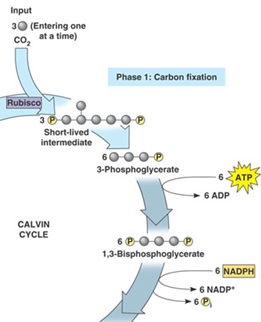 Input
3 (Entering one
at a time)
CO2
Phase 1: Carbon fixation
Rubisco
3 P P
Short-lived
intermediate
6 P
3-Phosphoglycerate
6 ATP
6 ADP
CALVIN
CYCLE
6 P P
1,3-Bisphosphoglycerate
6 NADPH
6 NADP+
6 Pi